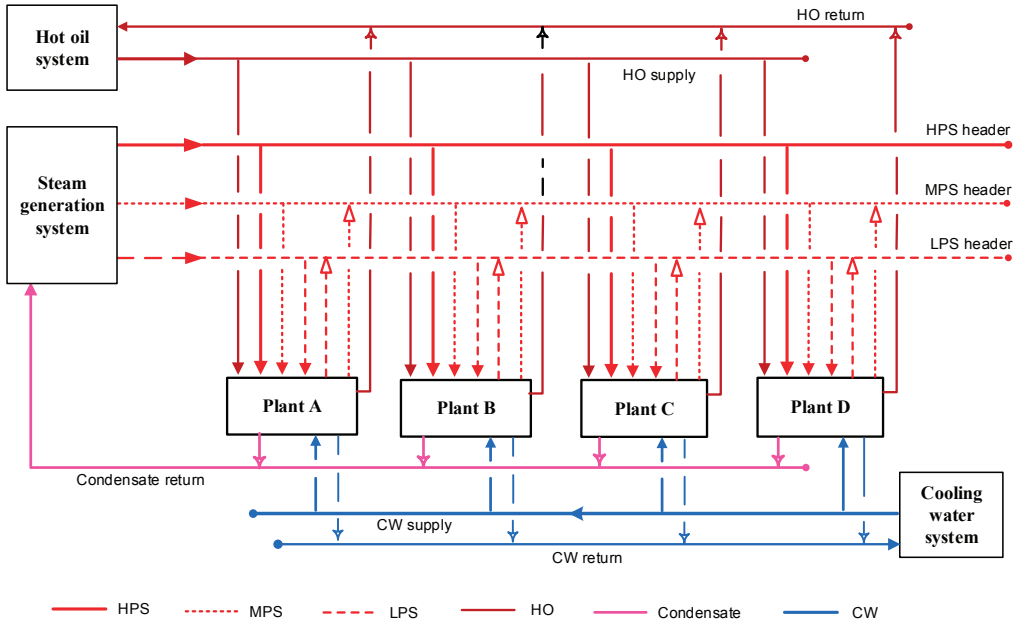 HO return
Hot oil
system
HO supply
HPS header
Steam
generation
system
MPS header
LPS header
Plant A
Plant B
Plant C
Plant D
Condensate return
Cooling
water
system
CW supply
CW return
HPS
MPS
LPS
HO
Condensate
CW